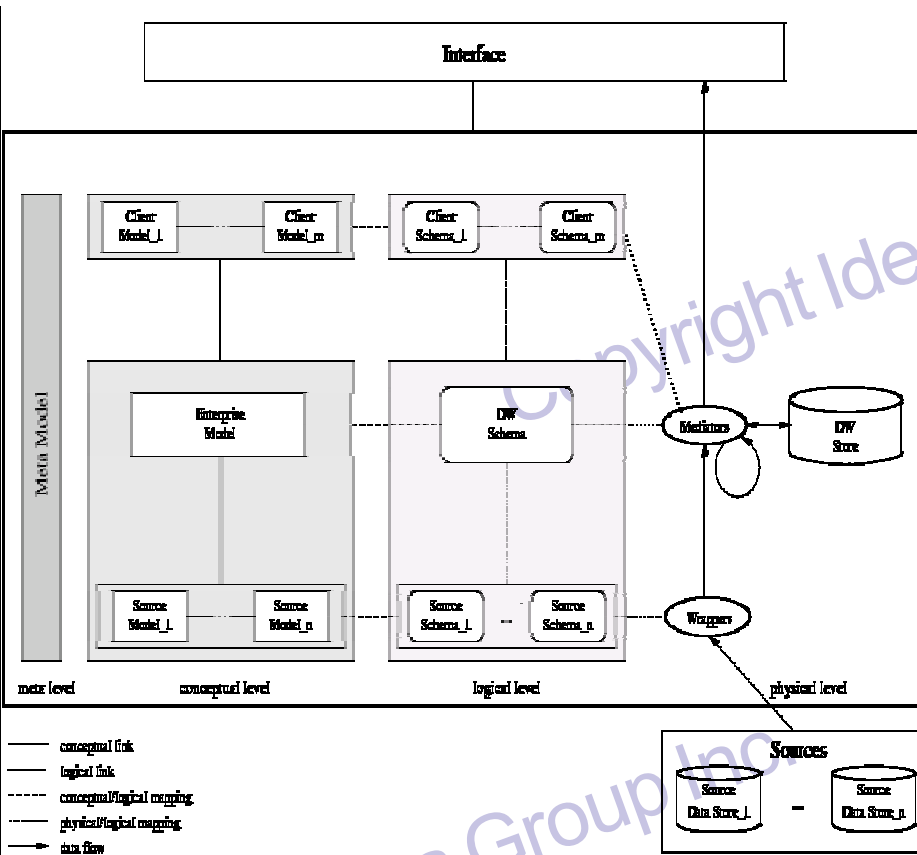 Interface
Client
Model_1
Client
Model_m
Client
Schema_1
Client
Schema_m
Meta Model
Enterprise
Model
DW
Schema
Mediators
DW
Store
Source
Model_1
Source
Model_n
Source
Schema_1
Source
Schema_n
Wrappers
meta level
conceptual level
logical level
physical level
conceptual link
logical link
conceptual/logical mapping
physical/logical mapping
data flow
Sources
Source
Data Store_1
Source
Data Store_n
Copyright Ide
Group Inc.